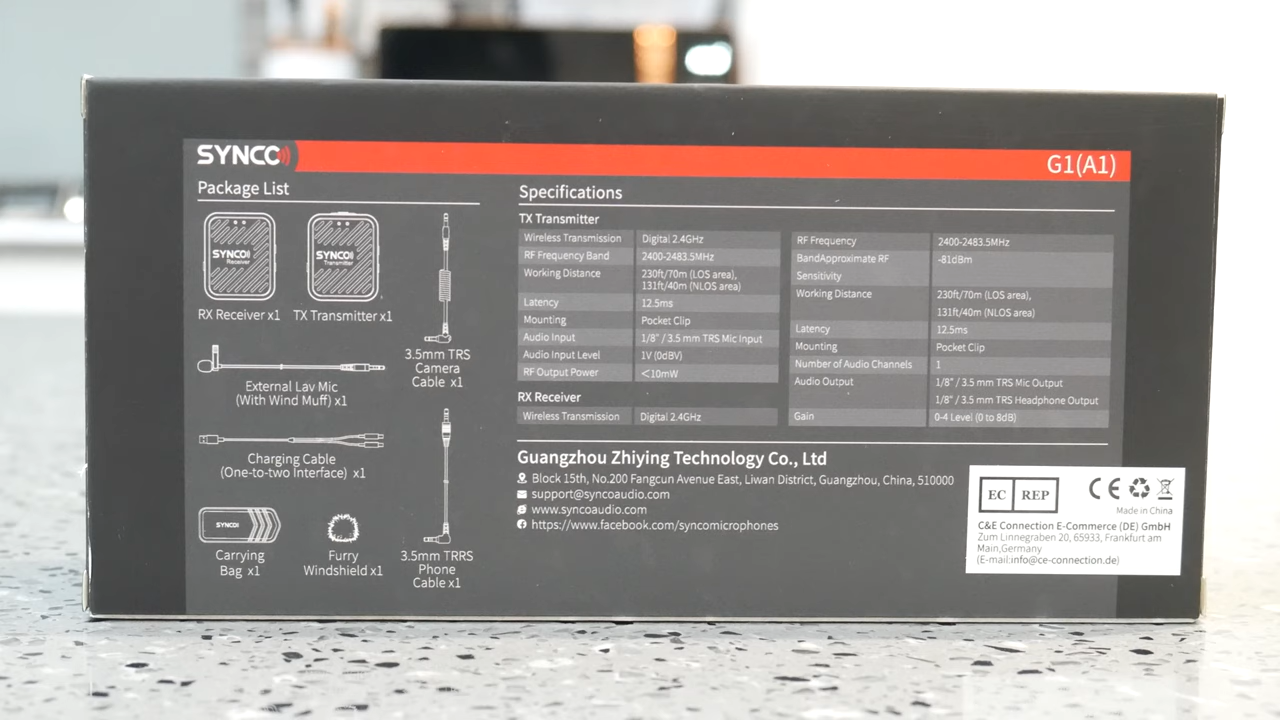 SYNCO
G1(A1)
Package List
SYNCO
Receiver
SYNCO
Transmitter
RX Receiver x1
TX Transmitter x1
3.5mm TRS
Camera
Cable x1
External Lav Mic
(With Wind Muff) x1
Charging Cable
(One-to-two Interface) x1
SYNCO
Carrying
Bag x1
Furry
Windshield x1
3.5mm TRRS
Phone
Cable x1
Specifications
TX Transmitter
Wireless Transmission Digital 2.4GHz
RF Frequency Band 2400-2483.5MHz
Working Distance 230ft/70m (LOS area),
131ft/40m (NLOS area)
Latency 12.5ms
Mounting Pocket Clip
Audio Input 1/8" / 3.5 mm TRS Mic Input
Audio Input Level 1V (0dBV)
RF Output Power <10mW
RX Receiver
Wireless Transmission Digital 2.4GHz
RF Frequency 2400-2483.5MHz
BandApproximate RF -81dBm
Sensitivity
Working Distance 230ft/70m (LOS area),
131ft/40m (NLOS area)
Latency 12.5ms
Mounting Pocket Clip
Number of Audio Channels 1
Audio Output 1/8" / 3.5 mm TRS Mic Output
1/8" / 3.5 mm TRS Headphone Output
Gain 0-4 Level (0 to 8dB)
Guangzhou Zhiying Technology Co., Ltd
Block 15th, No.200 Fangcun Avenue East, Liwan District, Guangzhou, China, 510000
support@syncoaudio.com
www.syncoaudio.com
https://www.facebook.com/syncomicrophones
EC REP CE
Made in China
C&E Connection E-Commerce (DE) GmbH
Zum Linnegraben 20, 65933, Frankfurt am
Main,Germany
(E-mail:info@ce-connection.de)